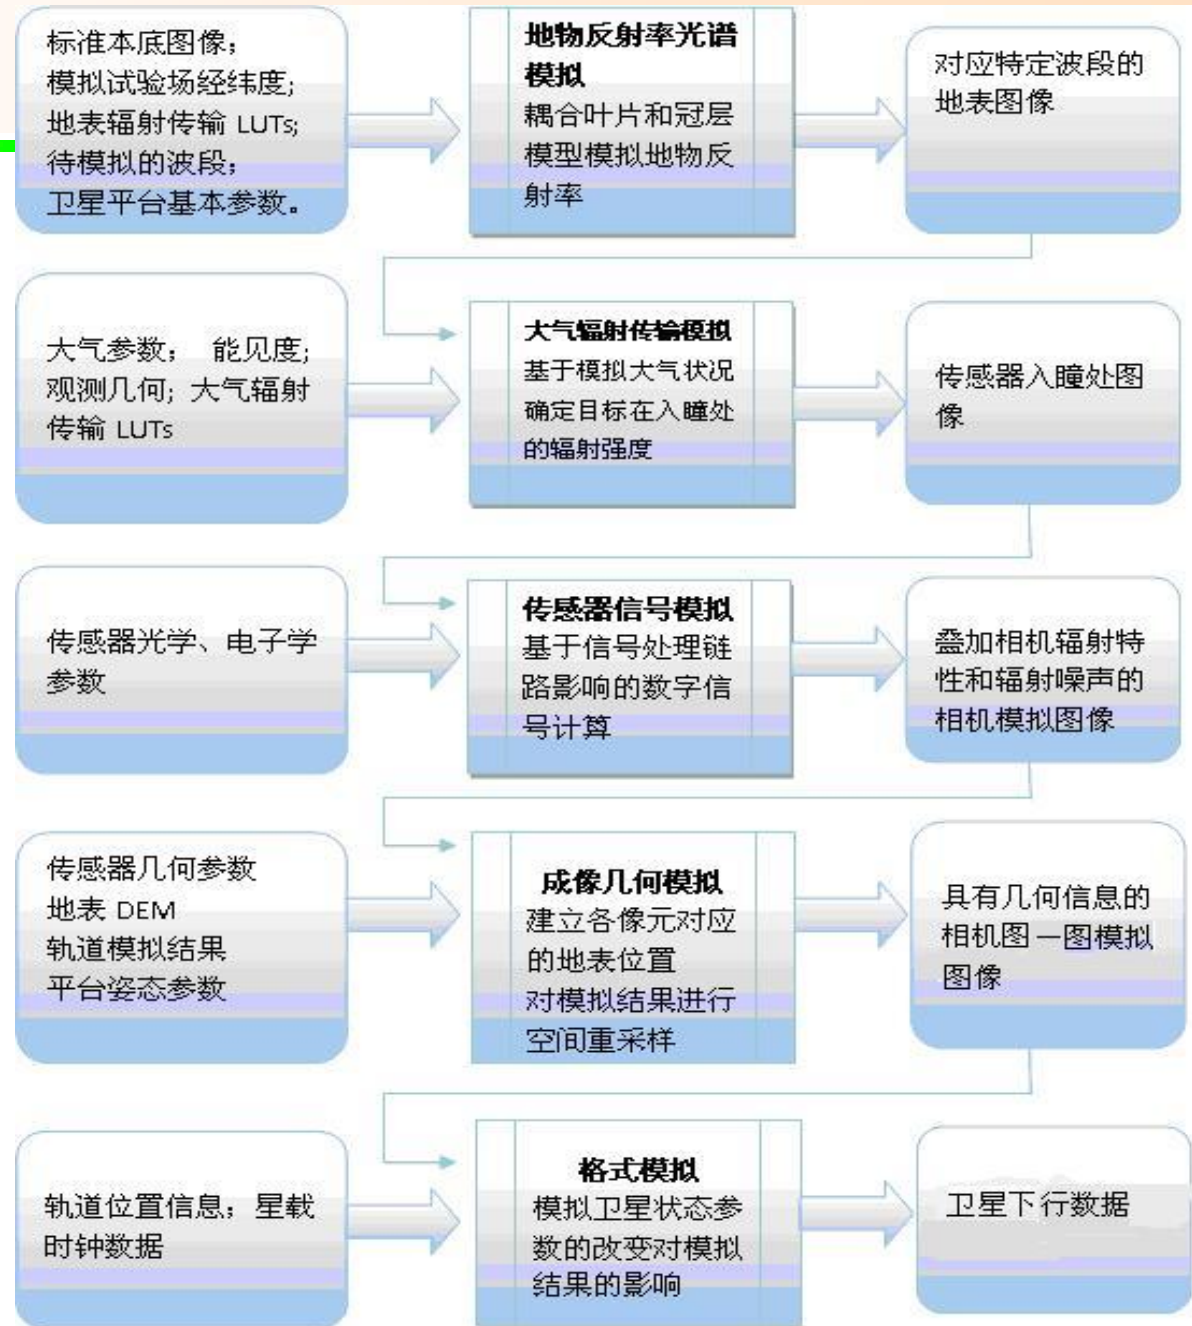 标准本底图像；
模拟试验场经纬度;
地表辐射传输 LUTs;
待模拟的波段；
卫星平台基本参数。
地物反射率光谱
模拟
耦合叶片和冠层
模型模拟地物反
射率
对应特定波段的
地表图像
大气参数； 能见度;
观测几何; 大气辐射
传输 LUTs
大气辐射传输模拟
基于模拟大气状况
确定目标在入瞳处
的辐射强度
传感器入瞳处图
像
传感器光学、电子学
参数
传感器信号模拟
基于信号处理链
路影响的数字信
号计算
叠加相机辐射特
性和辐射噪声的
相机模拟图像
传感器几何参数
地表 DEM
轨道模拟结果
平台姿态参数
成像几何模拟
建立各像元对应
的地表位置
对模拟结果进行
空间重采样
具有几何信息的
相机图—图模拟
图像
轨道位置信息；星载
时钟数据
格式模拟
模拟卫星状态参
数的改变对模拟
结果的影响
卫星下行数据